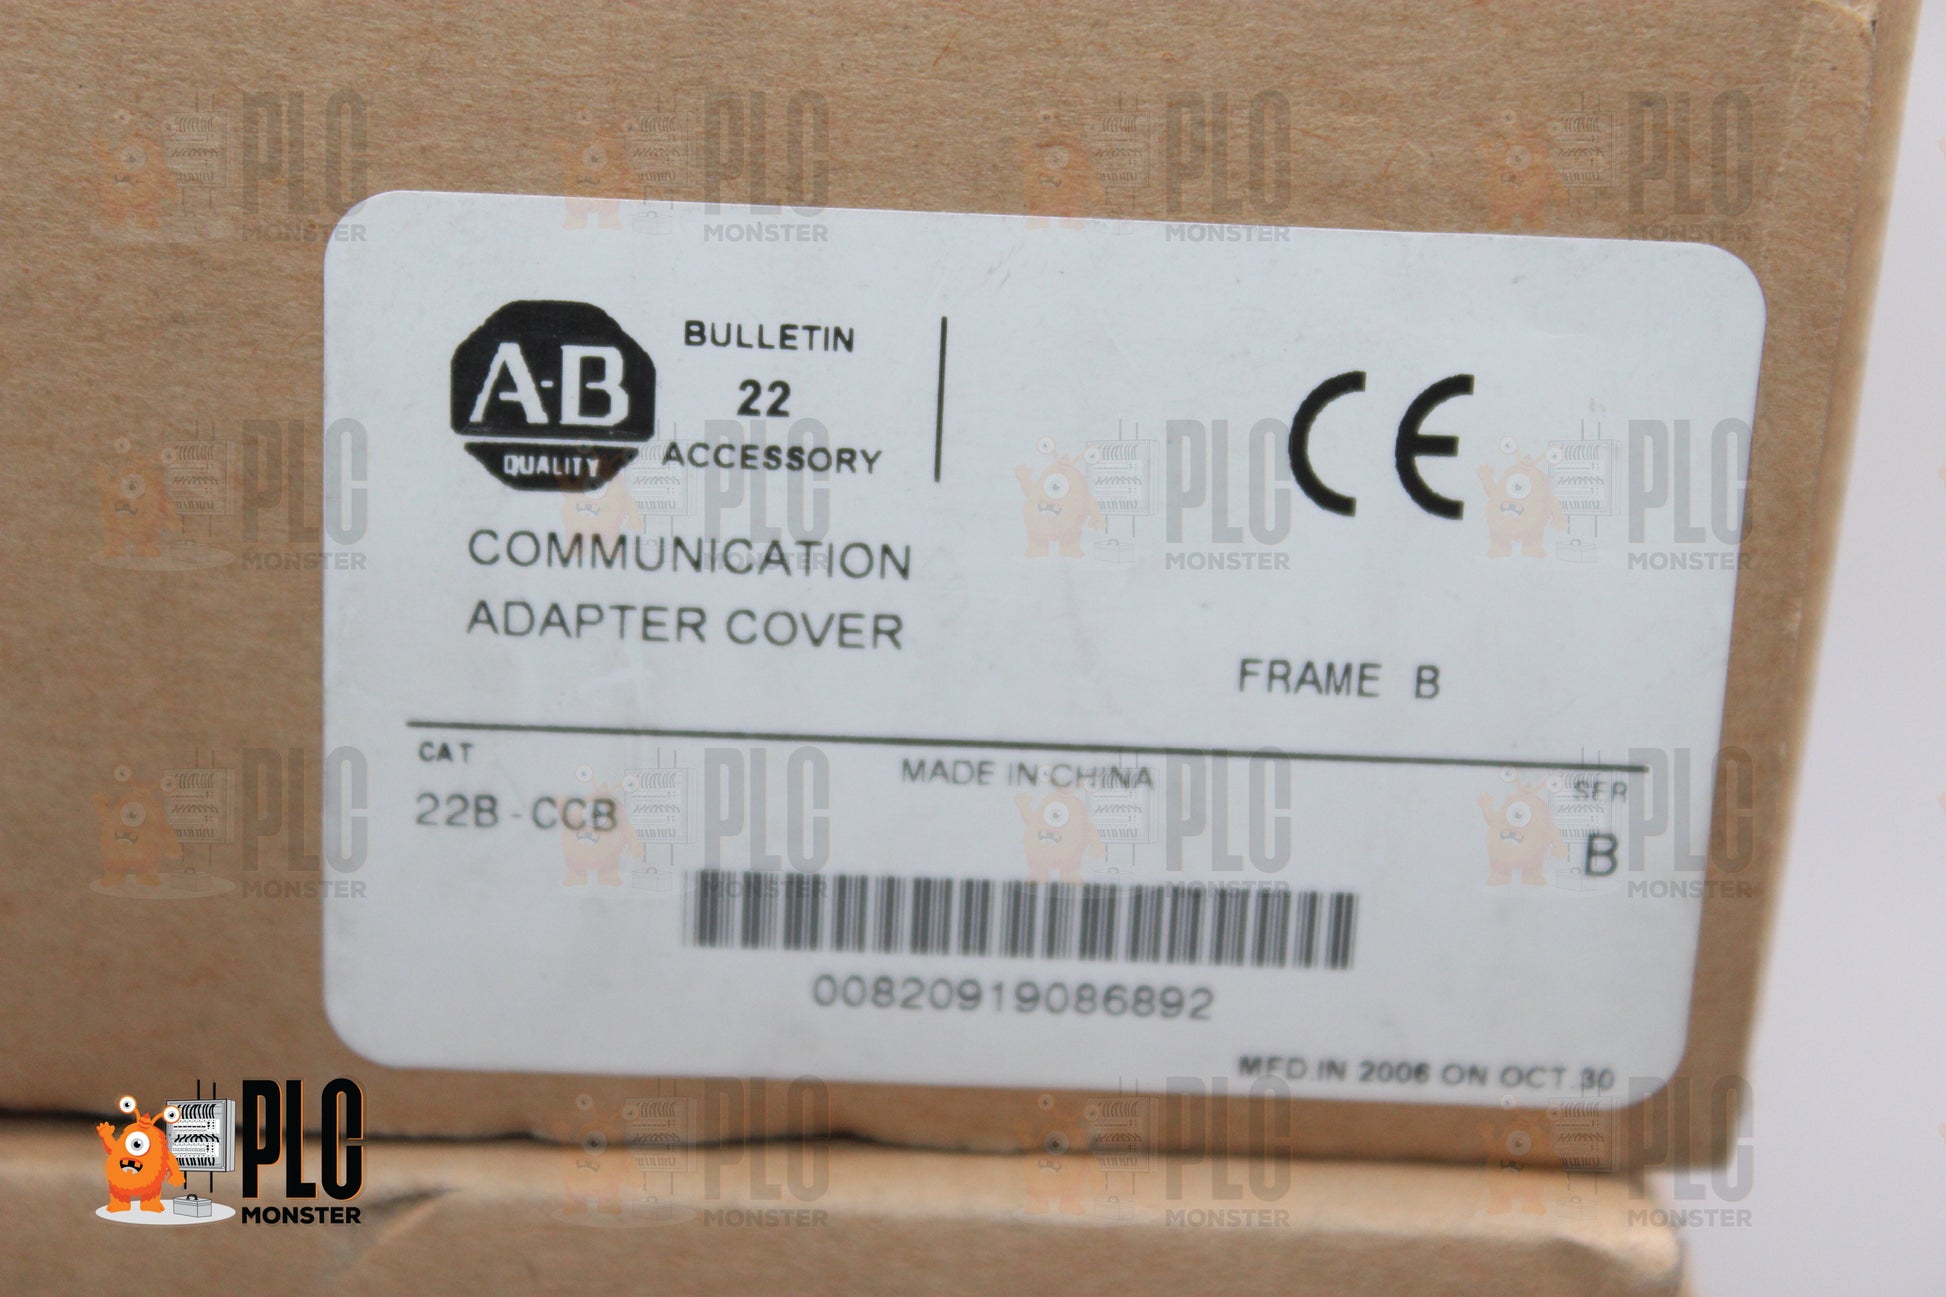 A-B
QUALITY
BULLETIN
22
ACCESSORY
COMMUNICATION
ADAPTER COVER
FRAME B
CAT
22B-CCB
MADE IN CHINA
SER
B
00820919086892
MFD.IN 2006 ON OCT.30
PLC
MONSTER